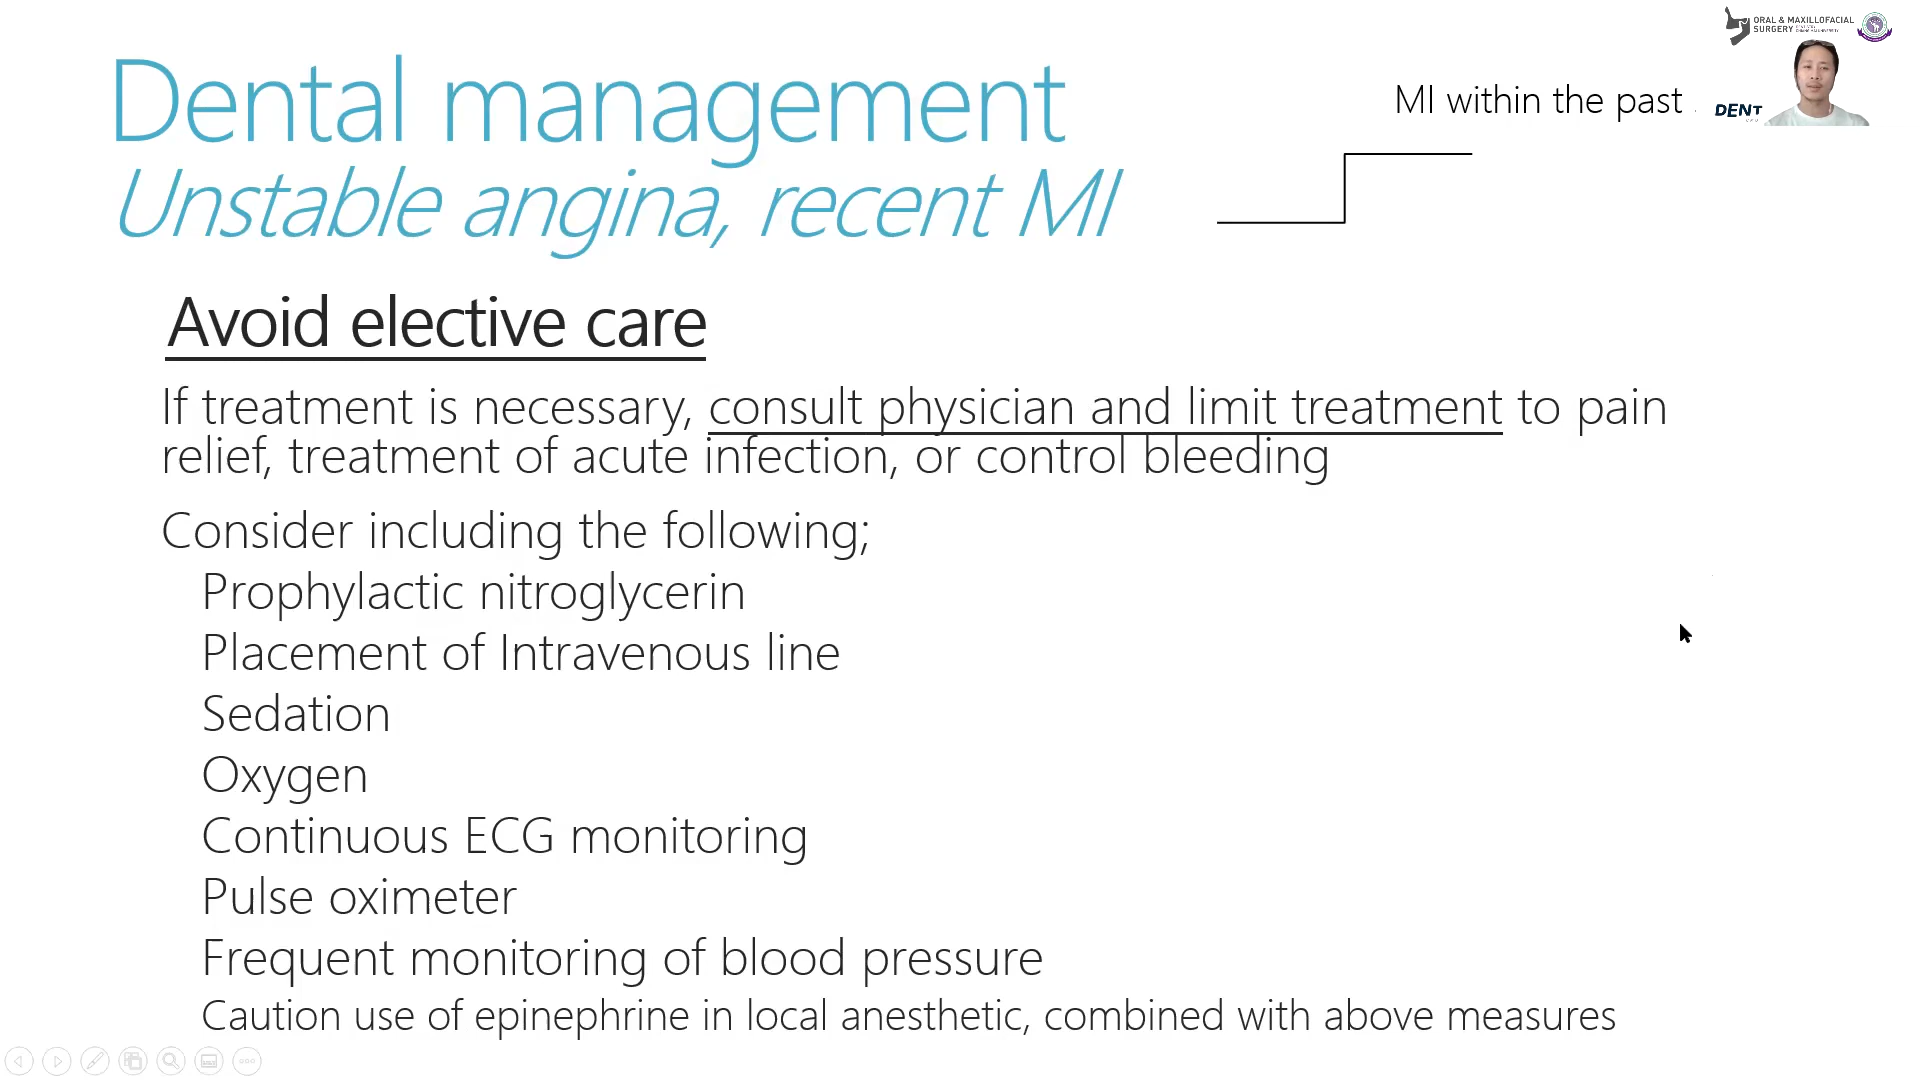 ORAL & MAXILLOFACIAL
SURGERY
MI within the past
DENT
Dental management
Unstable angina, recent MI
Avoid elective care
If treatment is necessary, consult physician and limit treatment to pain
relief, treatment of acute infection, or control bleeding
Consider including the following;
Prophylactic nitroglycerin
Placement of Intravenous line
Sedation
Oxygen
Continuous ECG monitoring
Pulse oximeter
Frequent monitoring of blood pressure
Caution use of epinephrine in local anesthetic, combined with above measures